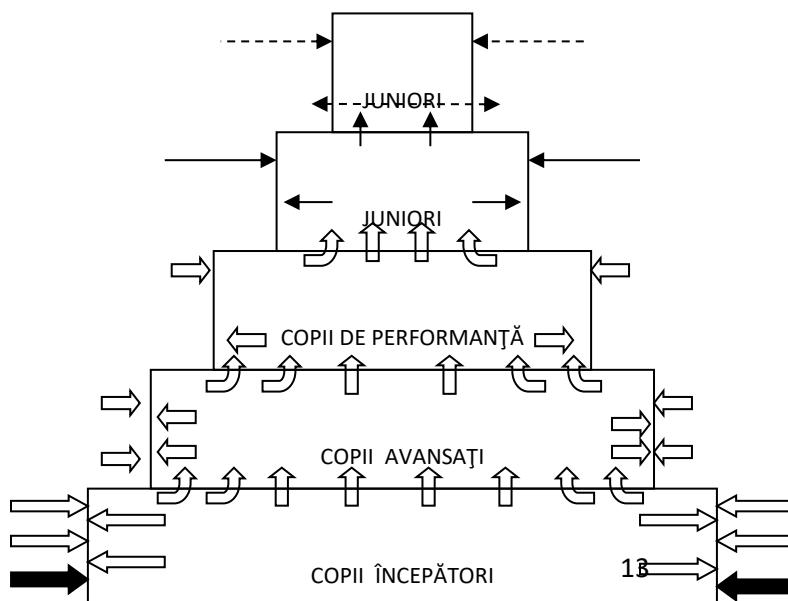 JUNIORI
JUNIORI
COPII DE PERFORMANŢĂ
COPII AVANSAŢI
COPII ÎNCEPĂTORI
13